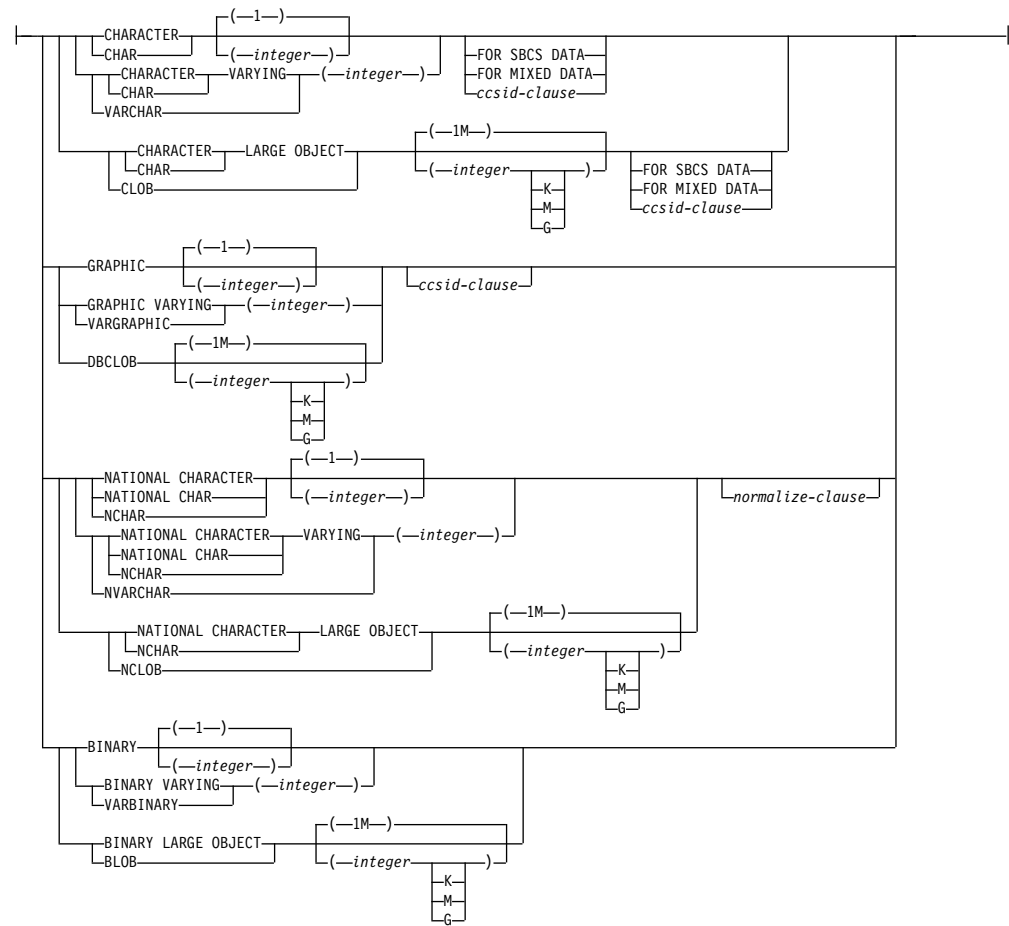 (—1—)
CHARACTER
CHAR
(—integer—)
CHARACTER VARYING (—integer—)
CHAR
VARCHAR
FOR SBCS DATA
FOR MIXED DATA
ccsid-clause
(—1M—)
CHARACTER LARGE OBJECT
CHAR
CLOB
(—integer )
K
M
G
FOR SBCS DATA
FOR MIXED DATA
ccsid-clause
(—1—)
GRAPHIC
(—integer—)
ccsid-clause
GRAPHIC VARYING (—integer—)
VARGRAPHIC
(—1M—)
DBCLOB
(—integer )
K
M
G
(—1—)
NATIONAL CHARACTER
NATIONAL CHAR
NCHAR
(—integer—)
normalize-clause
NATIONAL CHARACTER VARYING (—integer—)
NATIONAL CHAR
NCHAR
NVARCHAR
(—1M—)
NATIONAL CHARACTER LARGE OBJECT
NCHAR
NCLOB
(—integer )
K
M
G
(—1—)
BINARY
(—integer—)
BINARY VARYING (—integer—)
VARBINARY
(—1M—)
BINARY LARGE OBJECT
BLOB
(—integer )
K
M
G